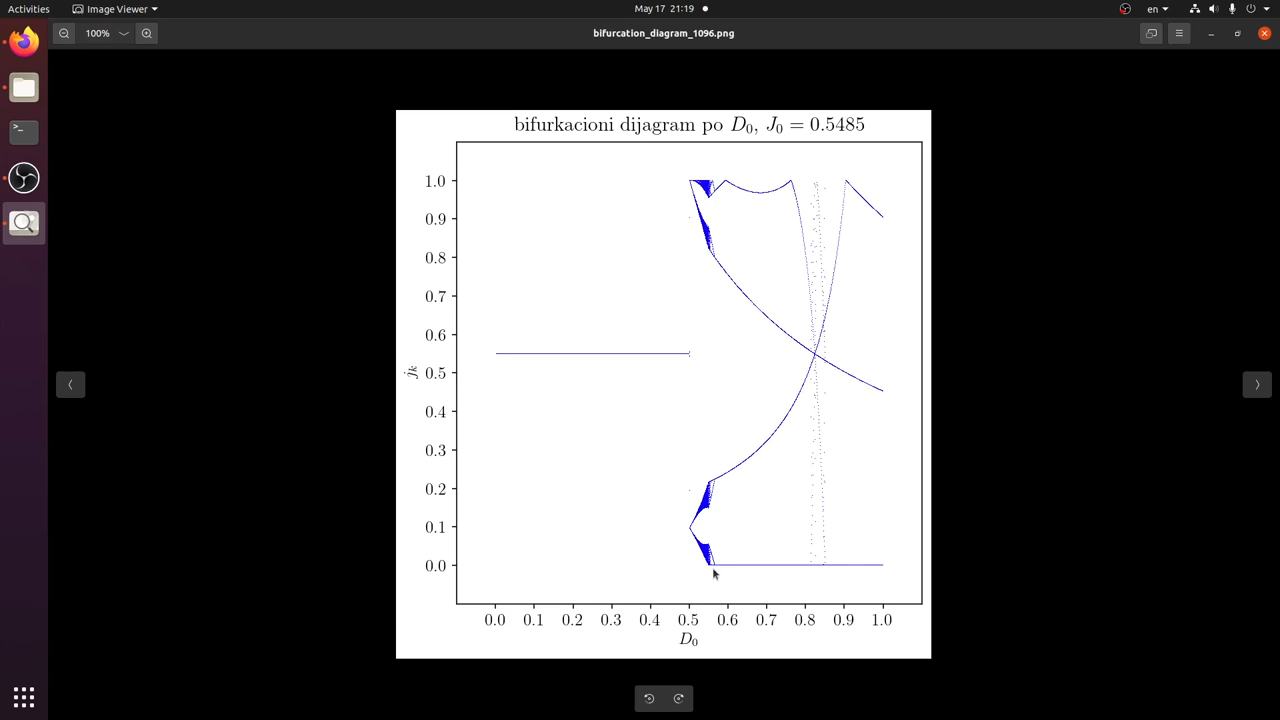 Activities Image Viewer May 17 21:19 en
100% bifurcation_diagram_1096.png
bifurkacioni dijagram po D₀, J₀ = 0.5485
1.0
0.9
0.8
0.7
0.6
0.5
0.4
0.3
0.2
0.1
0.0
jₖ
0.0 0.1 0.2 0.3 0.4 0.5 0.6 0.7 0.8 0.9 1.0
D₀